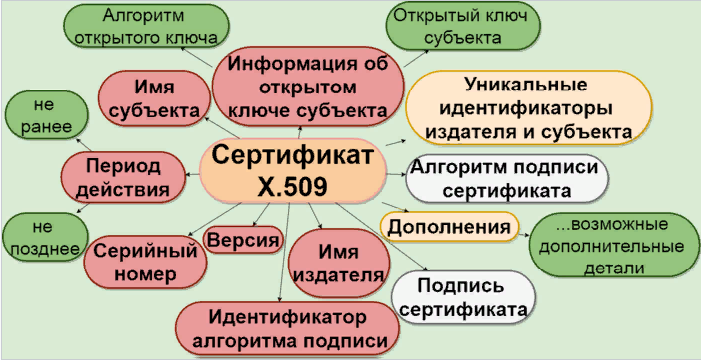 Алгоритм
открытого ключа
Открытый ключ
субъекта
Информация об
открытом
ключе субъекта
Имя
субъекта
Уникальные
идентификаторы
издателя и субъекта
не
ранее
Сертификат
X.509
Период
действия
Алгоритм подписи
сертификата
не
позднее
Серийный
номер
Версия
Имя
издателя
Дополнения
...возможные
дополнительные
детали
Подпись
сертификата
Идентификатор
алгоритма подписи